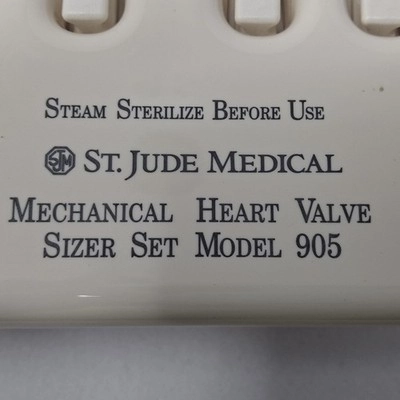 Steam Sterilize Before Use
SJM St. Jude Medical
Mechanical Heart Valve
Sizer Set Model 905